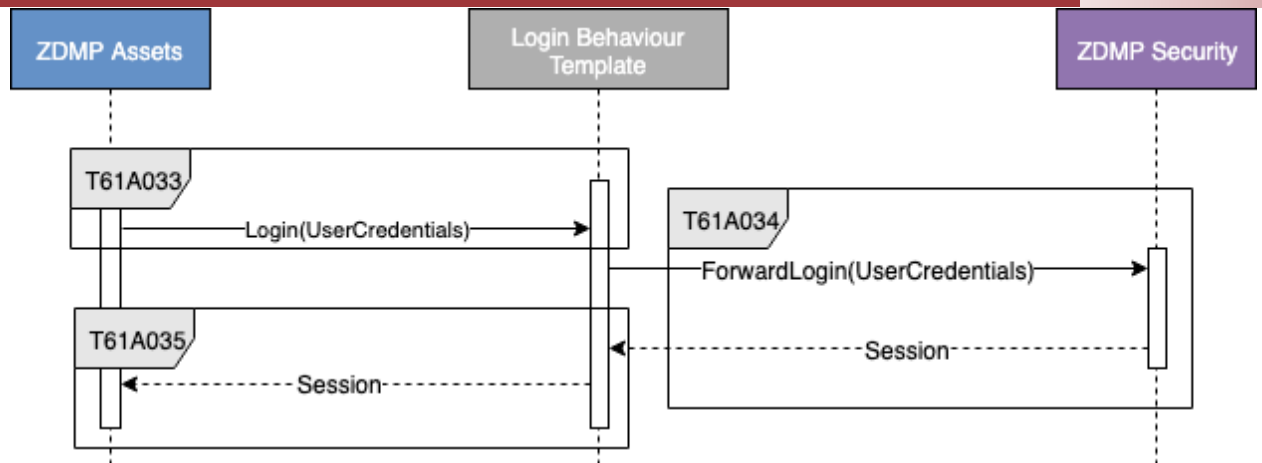 ZDMP Assets
Login Behaviour
Template
ZDMP Security
T61A033
Login(UserCredentials)
T61A034
ForwardLogin(UserCredentials)
T61A035
Session
Session